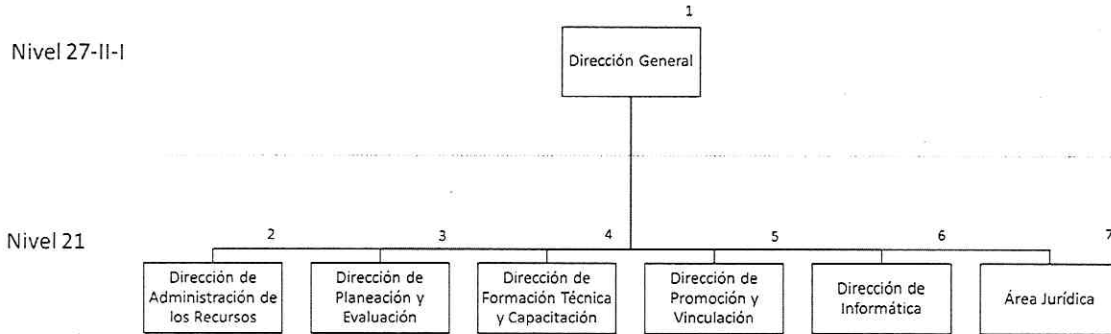 1
Nivel 27-II-I
Dirección General
Nivel 21
2
3
4
5
6
7
Dirección de
Administración de
los Recursos
Dirección de
Planeación y
Evaluación
Dirección de
Formación Técnica
y Capacitación
Dirección de
Promoción y
Vinculación
Dirección de
Informática
Área Jurídica